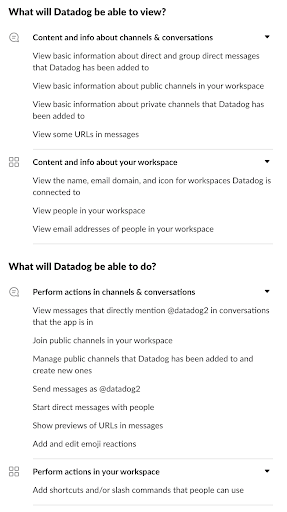 What will Datadog be able to view?
Content and info about channels & conversations
View basic information about direct and group direct messages
that Datadog has been added to
View basic information about public channels in your workspace
View basic information about private channels that Datadog has
been added to
View some URLs in messages
Content and info about your workspace
View the name, email domain, and icon for workspaces Datadog is
connected to
View people in your workspace
View email addresses of people in your workspace
What will Datadog be able to do?
Perform actions in channels & conversations
View messages that directly mention @datadog2 in conversations
that the app is in
Join public channels in your workspace
Manage public channels that Datadog has been added to and
create new ones
Send messages as @datadog2
Start direct messages with people
Show previews of URLs in messages
Add and edit emoji reactions
Perform actions in your workspace
Add shortcuts and/or slash commands that people can use